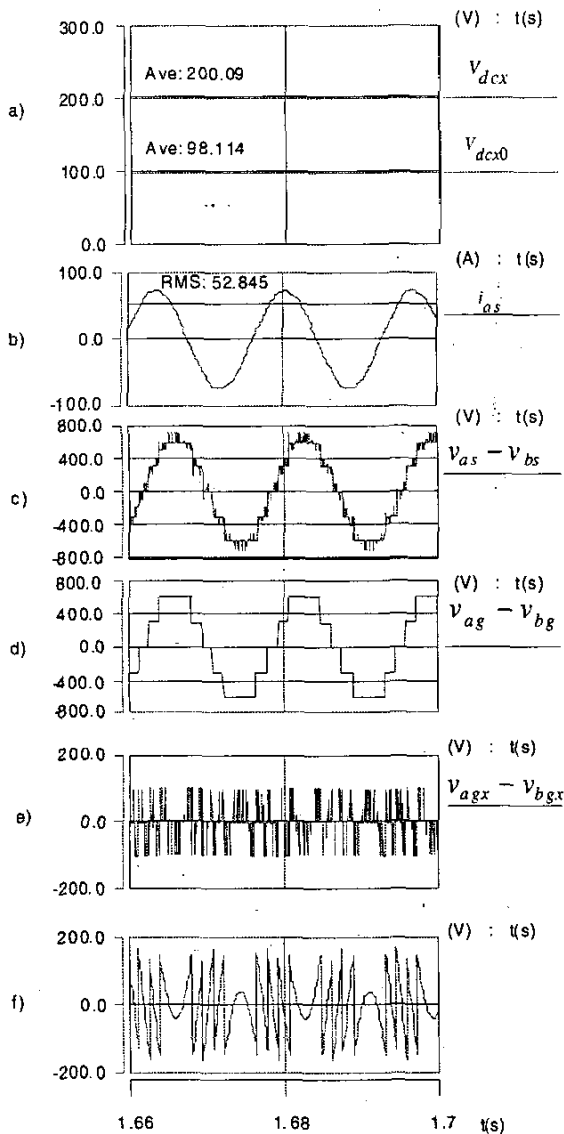 (V) : t(s)
300.0
Ave: 200.09
V_dcx
200.0
a)
Ave: 98.114
V_dcx0
100.0
0.0
(A) : t(s)
100.0
RMS: 52.845
i_as
b)
0.0
-100.0
(V) : t(s)
800.0
v_as - v_bs
400.0
c)
0.0
-400.0
-800.0
(V) : t(s)
800.0
v_ag - v_bg
400.0
d)
0.0
-400.0
-800.0
(V) : t(s)
200.0
v_agx - v_bgx
e)
0.0
-200.0
(V) : t(s)
200.0
f)
0.0
-200.0
1.66 1.68 1.7 t(s)